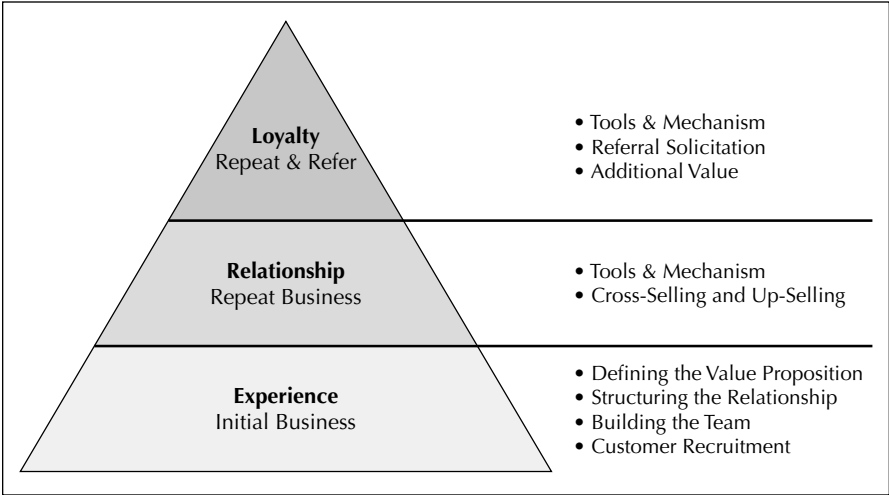 Loyalty
Repeat & Refer
• Tools & Mechanism
• Referral Solicitation
• Additional Value
Relationship
Repeat Business
• Tools & Mechanism
• Cross-Selling and Up-Selling
Experience
Initial Business
• Defining the Value Proposition
• Structuring the Relationship
• Building the Team
• Customer Recruitment